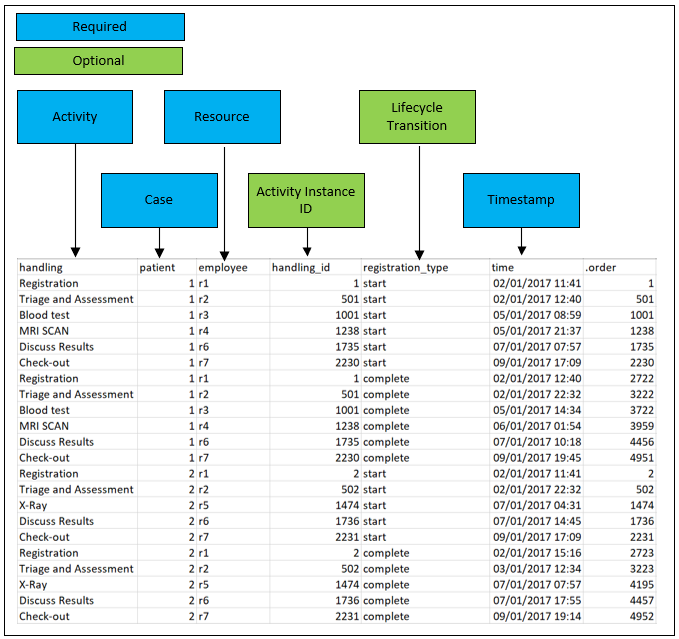 Required
Optional
Activity
Resource
Lifecycle
Transition
Case
Activity Instance
ID
Timestamp
handling patient employee handling_id registration_type time .order
Registration 1 r1 1 start 02/01/2017 11:41 1
Triage and Assessment 1 r2 501 start 02/01/2017 12:40 501
Blood test 1 r3 1001 start 05/01/2017 08:59 1001
MRI SCAN 1 r4 1238 start 05/01/2017 21:37 1238
Discuss Results 1 r6 1735 start 07/01/2017 07:57 1735
Check-out 1 r7 2230 start 09/01/2017 17:09 2230
Registration 1 r1 1 complete 02/01/2017 12:40 2722
Triage and Assessment 1 r2 501 complete 02/01/2017 22:32 3222
Blood test 1 r3 1001 complete 05/01/2017 14:34 3722
MRI SCAN 1 r4 1238 complete 06/01/2017 01:54 3959
Discuss Results 1 r6 1735 complete 07/01/2017 10:18 4456
Check-out 1 r7 2230 complete 09/01/2017 19:45 4951
Registration 2 r1 2 start 02/01/2017 11:41 2
Triage and Assessment 2 r2 502 start 02/01/2017 22:32 502
X-Ray 2 r5 1474 start 07/01/2017 04:31 1474
Discuss Results 2 r6 1736 start 07/01/2017 14:45 1736
Check-out 2 r7 2231 start 09/01/2017 17:09 2231
Registration 2 r1 2 complete 02/01/2017 15:16 2723
Triage and Assessment 2 r2 502 complete 03/01/2017 12:34 3223
X-Ray 2 r5 1474 complete 07/01/2017 07:57 4195
Discuss Results 2 r6 1736 complete 07/01/2017 17:55 4457
Check-out 2 r7 2231 complete 09/01/2017 19:14 4952